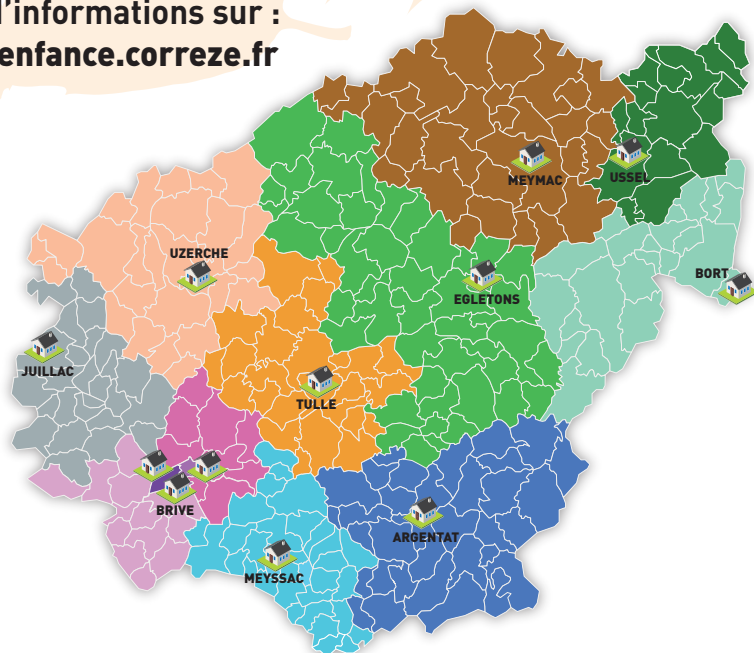 l'informations sur :
enfance.correze.fr
MEYMAC
USSEL
UZERCHE
BORT
EGLETONS
JUILLAC
TULLE
BRIVE
ARGENTAT
MEYSSAC